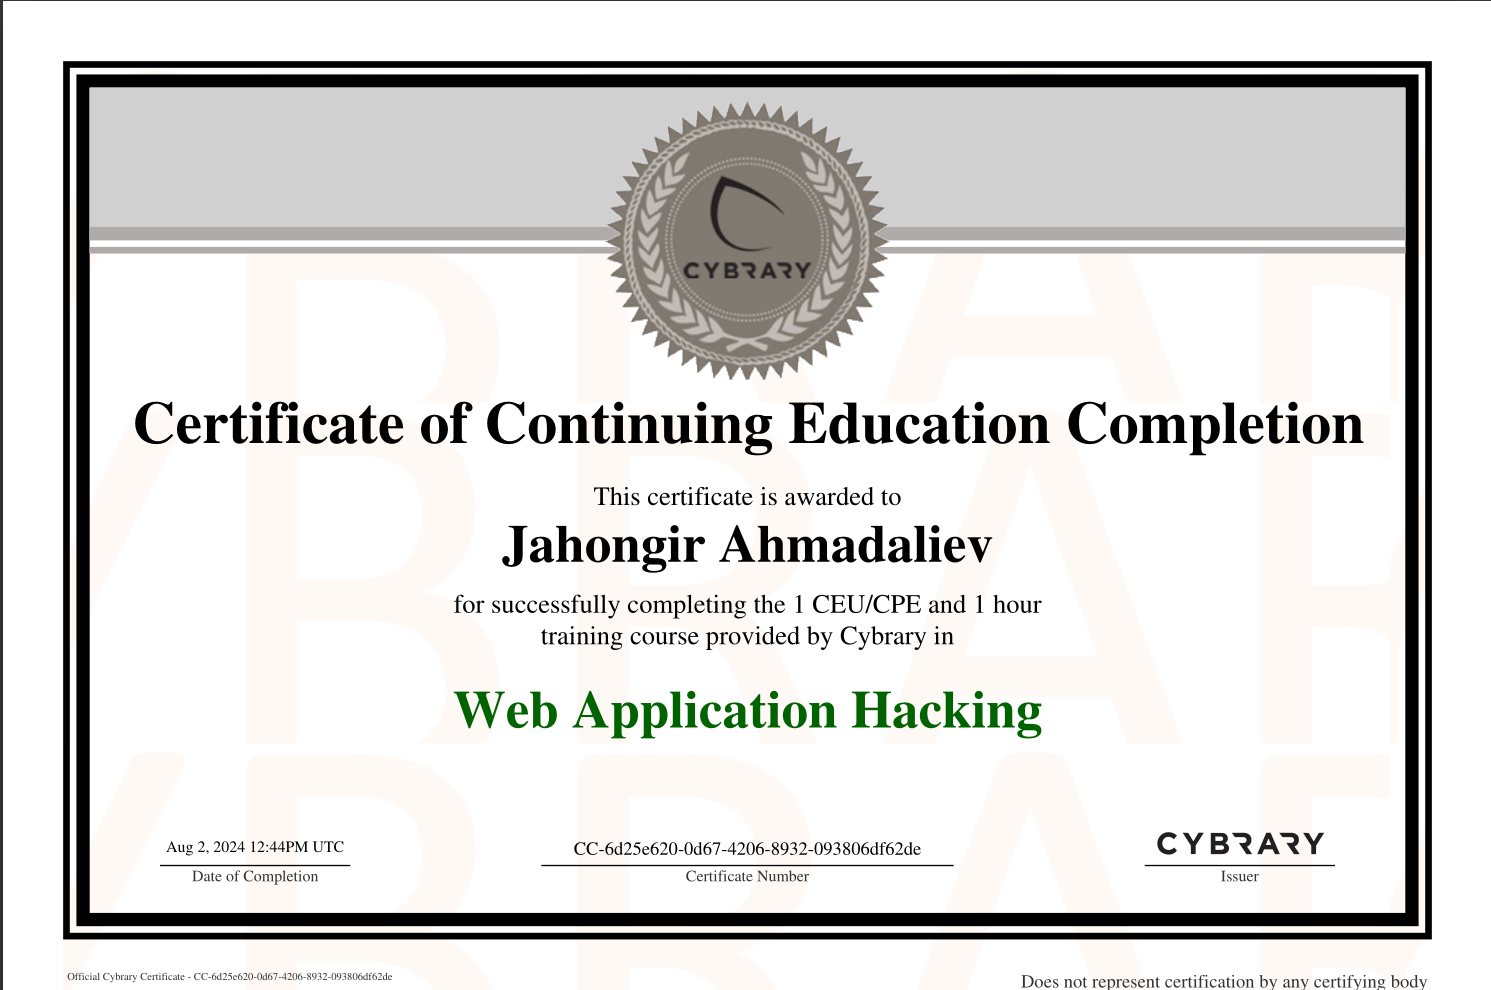 CYBRARY
Certificate of Continuing Education Completion
This certificate is awarded to
Jahongir Ahmadaliev
for successfully completing the 1 CEU/CPE and 1 hour
training course provided by Cybrary in
Web Application Hacking
Aug 2, 2024 12:44PM UTC
Date of Completion
CC-6d25e620-0d67-4206-8932-093806df62de
Certificate Number
CYBRARY
Issuer
Official Cybrary Certificate - CC-6d25e620-0d67-4206-8932-093806df62de
Does not represent certification by any certifying body